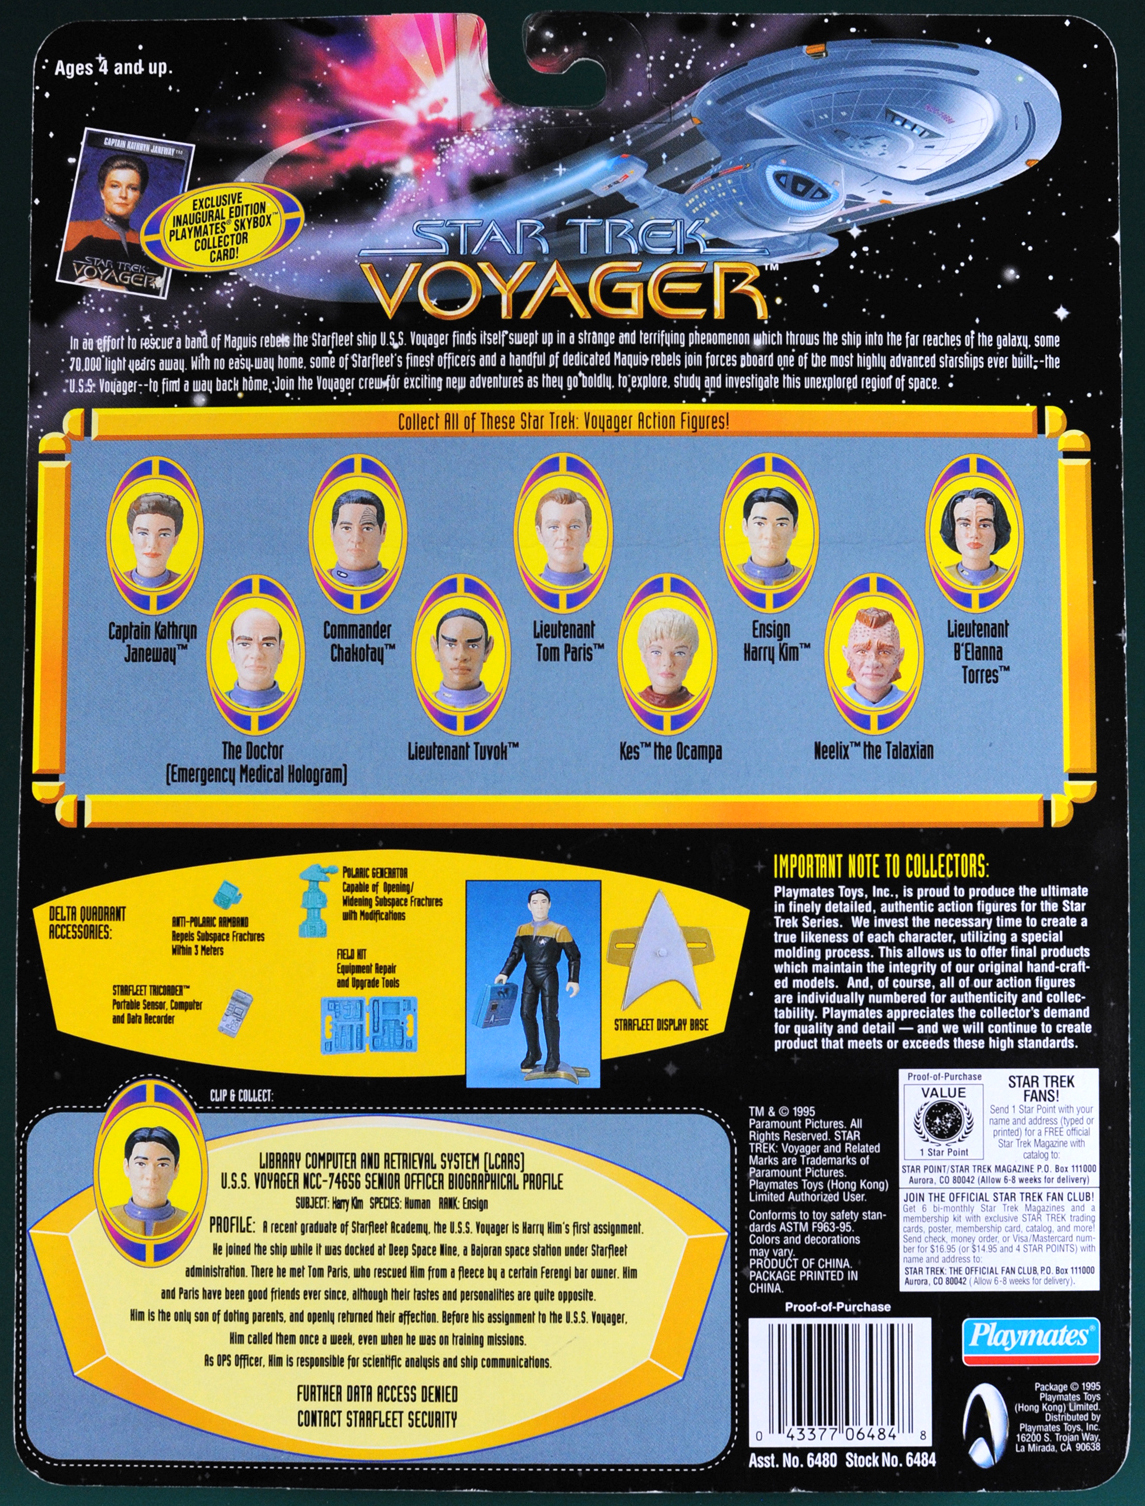 Ages 4 and up.
CAPTAIN KATHRYN JANEWAY™
STAR TREK
VOYAGER
EXCLUSIVE
INAUGURAL EDITION
PLAYMATES® SKYBOX™
COLLECTOR
CARD!
STAR TREK
VOYAGER™
In an effort to rescue a band of Maquis rebels the Starfleet ship U.S.S. Voyager finds itself swept up in a strange and terrifying phenomenon which throws the ship into the far reaches of the galaxy, some
70,000 light years away. With no easy way home, some of Starfleet's finest officers and a handful of dedicated Maquis rebels join forces aboard one of the most highly advanced starships ever built--the
U.S.S. Voyager--to find a way back home. Join the Voyager crew for exciting new adventures as they go boldly, to explore, study and investigate this unexplored region of space.
Collect All of These Star Trek: Voyager Action Figures!
Captain Kathryn
Janeway™
Commander
Chakotay™
Lieutenant
Tom Paris™
Ensign
Harry Kim™
Lieutenant
B'Elanna
Torres™
The Doctor
[Emergency Medical Hologram]
Lieutenant Tuvok™
Kes™ the Ocampa
Neelix™ the Talaxian
DELTA QUADRANT
ACCESSORIES:
ANTI-POLARIC ARMBAND
Repels Subspace Fractures
Within 3 Meters
POLARIC GENERATOR
Capable of Opening/
Widening Subspace Fractures
with Modifications
STARFLEET TRICORDER™
Portable Sensor, Computer
and Data Recorder
FIELD KIT
Equipment Repair
and Upgrade Tools
STARFLEET DISPLAY BASE
IMPORTANT NOTE TO COLLECTORS:
Playmates Toys, Inc., is proud to produce the ultimate
in finely detailed, authentic action figures for the Star
Trek Series. We invest the necessary time to create a
true likeness of each character, utilizing a special
molding process. This allows us to offer final products
which maintain the integrity of our original hand-craft-
ed models. And, of course, all of our action figures
are individually numbered for authenticity and collec-
tability. Playmates appreciates the collector's demand
for quality and detail — and we will continue to create
product that meets or exceeds these high standards.
CLIP & COLLECT:
LIBRARY COMPUTER AND RETRIEVAL SYSTEM [LCARS]
U.S.S. VOYAGER NCC-74656 SENIOR OFFICER BIOGRAPHICAL PROFILE
SUBJECT: Harry Kim SPECIES: Human RANK: Ensign
PROFILE: A recent graduate of Starfleet Academy, the U.S.S. Voyager is Harry Kim's first assignment.
He joined the ship while it was docked at Deep Space Nine, a Bajoran space station under Starfleet
administration. There he met Tom Paris, who rescued Kim from a fleece by a certain Ferengi bar owner. Kim
and Paris have been good friends ever since, although their tastes and personalities are quite opposite.
Kim is the only son of doting parents, and openly returned their affection. Before his assignment to the U.S.S. Voyager,
Kim called them once a week, even when he was on training missions.
As OPS Officer, Kim is responsible for scientific analysis and ship communications.
FURTHER DATA ACCESS DENIED
CONTACT STARFLEET SECURITY
TM & © 1995
Paramount Pictures. All
Rights Reserved. STAR
TREK: Voyager and Related
Marks are Trademarks of
Paramount Pictures.
Playmates Toys (Hong Kong)
Limited Authorized User.
Conforms to toy safety stan-
dards ASTM F963-95.
Colors and decorations
may vary.
PRODUCT OF CHINA.
PACKAGE PRINTED IN
CHINA.
Proof-of-Purchase
VALUE
1 Star Point
STAR TREK
FANS!
Send 1 Star Point with your
name and address (typed or
printed) for a FREE official
Star Trek Magazine with
catalog to:
STAR POINT/STAR TREK MAGAZINE P.O. Box 111000
Aurora, CO 80042 (Allow 6-8 weeks for delivery)
JOIN THE OFFICIAL STAR TREK FAN CLUB!
Get 6 bi-monthly Star Trek Magazines and a
membership kit with exclusive STAR TREK trading
cards, poster, membership card, catalog, and more!
Send check, money order, or Visa/Mastercard num-
ber for $16.95 (or $14.95 and 4 STAR POINTS) with
name and address to:
STAR TREK: THE OFFICIAL FAN CLUB, P.O. Box 111000
Aurora, CO 80042 (Allow 6-8 weeks for delivery).
Proof-of-Purchase
0 43377 06484 8
Asst. No. 6480 Stock No. 6484
Playmates®
Package © 1995
Playmates Toys
(Hong Kong) Limited.
Distributed by
Playmates Toys, Inc.
16200 S. Trojan Way,
La Mirada, CA 90638